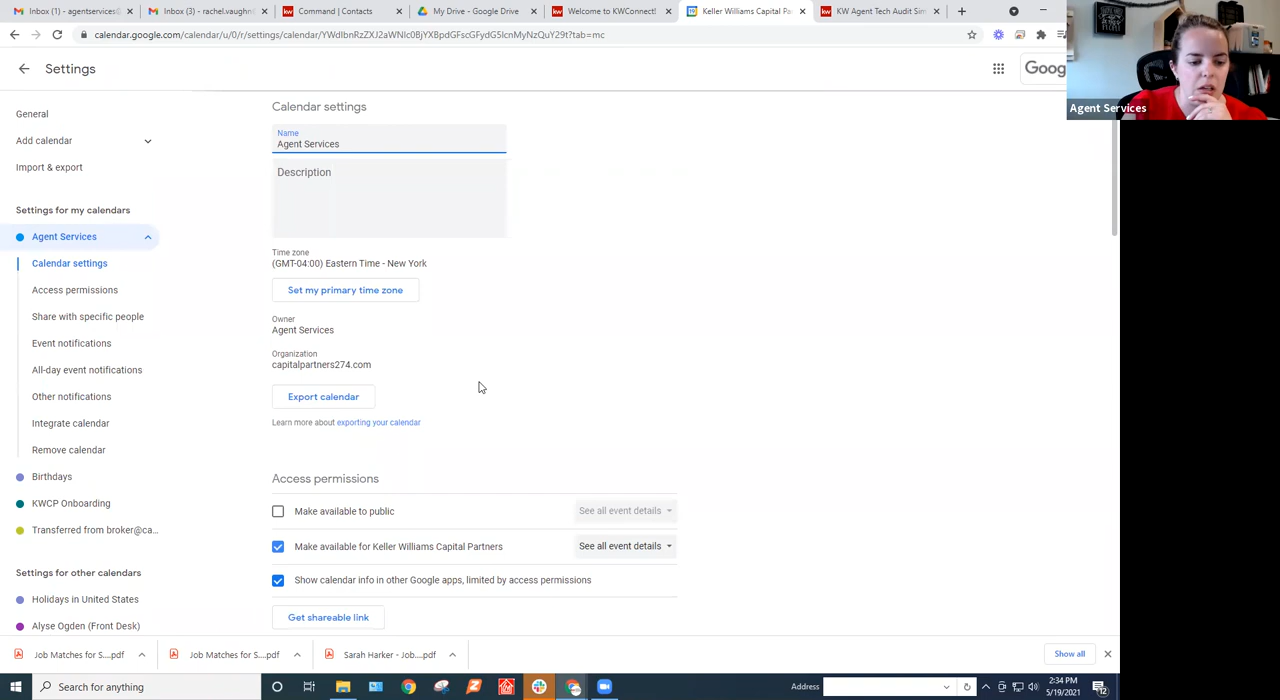 Inbox (1) - agentservices@
Inbox (3) - rachel.vaughn
Command | Contacts
My Drive - Google Drive
Welcome to KWConnect!
Keller Williams Capital Pa
KW Agent Tech Audit Sin
calendar.google.com/calendar/u/0/r/settings/calendar/YWdlbnRzZXJ2aWNlc0BjYXBpdGFscGFydG5lcnMyNzQuY29t?tab=mc
Settings
Goog
Agent Services
General
Add calendar
Import & export
Settings for my calendars
Agent Services
Calendar settings
Access permissions
Share with specific people
Event notifications
All-day event notifications
Other notifications
Integrate calendar
Remove calendar
Birthdays
KWCP Onboarding
Transferred from broker@ca...
Settings for other calendars
Holidays in United States
Alyse Ogden (Front Desk)
Calendar settings
Name
Agent Services
Description
Time zone
(GMT-04:00) Eastern Time - New York
Set my primary time zone
Owner
Agent Services
Organization
capitalpartners274.com
Export calendar
Learn more about exporting your calendar
Access permissions
Make available to public
See all event details
Make available for Keller Williams Capital Partners
See all event details
Show calendar info in other Google apps, limited by access permissions
Get shareable link
Job Matches for S....pdf
Job Matches for S....pdf
Sarah Harker - Job....pdf
Show all
Search for anything
Address
2:34 PM
5/19/2021
12